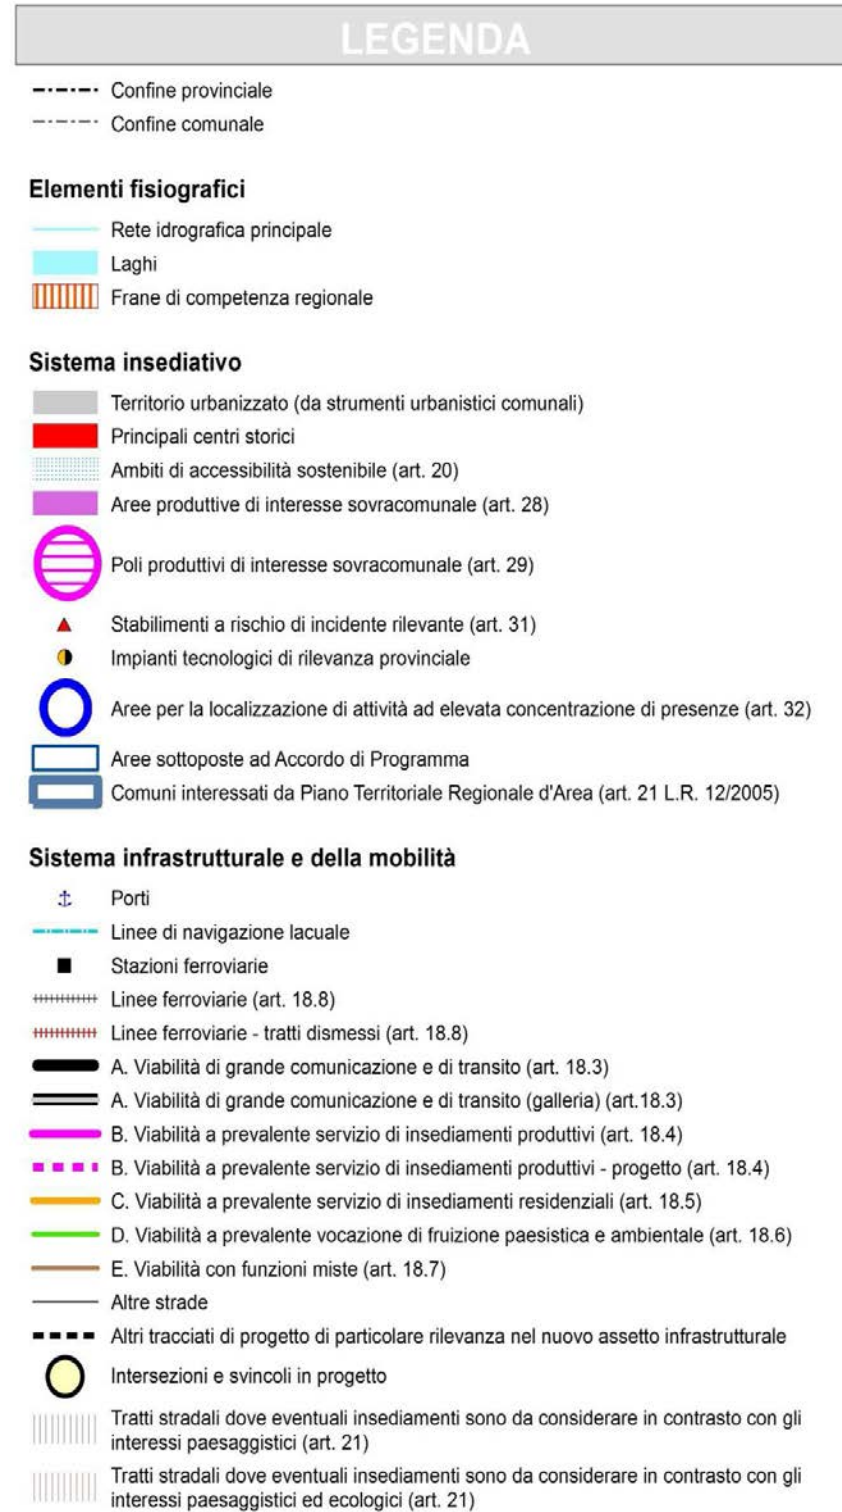 LEGENDA
Confine provinciale
Confine comunale
Elementi fisiografici
Rete idrografica principale
Laghi
Frane di competenza regionale
Sistema insediativo
Territorio urbanizzato (da strumenti urbanistici comunali)
Principali centri storici
Ambiti di accessibilità sostenibile (art. 20)
Aree produttive di interesse sovracomunale (art. 28)
Poli produttivi di interesse sovracomunale (art. 29)
Stabilimenti a rischio di incidente rilevante (art. 31)
Impianti tecnologici di rilevanza provinciale
Aree per la localizzazione di attività ad elevata concentrazione di presenze (art. 32)
Aree sottoposte ad Accordo di Programma
Comuni interessati da Piano Territoriale Regionale d'Area (art. 21 L.R. 12/2005)
Sistema infrastrutturale e della mobilità
Porti
Linee di navigazione lacuale
Stazioni ferroviarie
Linee ferroviarie (art. 18.8)
Linee ferroviarie - tratti dismessi (art. 18.8)
A. Viabilità di grande comunicazione e di transito (art. 18.3)
A. Viabilità di grande comunicazione e di transito (galleria) (art.18.3)
B. Viabilità a prevalente servizio di insediamenti produttivi (art. 18.4)
B. Viabilità a prevalente servizio di insediamenti produttivi - progetto (art. 18.4)
C. Viabilità a prevalente servizio di insediamenti residenziali (art. 18.5)
D. Viabilità a prevalente vocazione di fruizione paesistica e ambientale (art. 18.6)
E. Viabilità con funzioni miste (art. 18.7)
Altre strade
Altri tracciati di progetto di particolare rilevanza nel nuovo assetto infrastrutturale
Intersezioni e svincoli in progetto
Tratti stradali dove eventuali insediamenti sono da considerare in contrasto con gli
interessi paesaggistici (art. 21)
Tratti stradali dove eventuali insediamenti sono da considerare in contrasto con gli
interessi paesaggistici ed ecologici (art. 21)